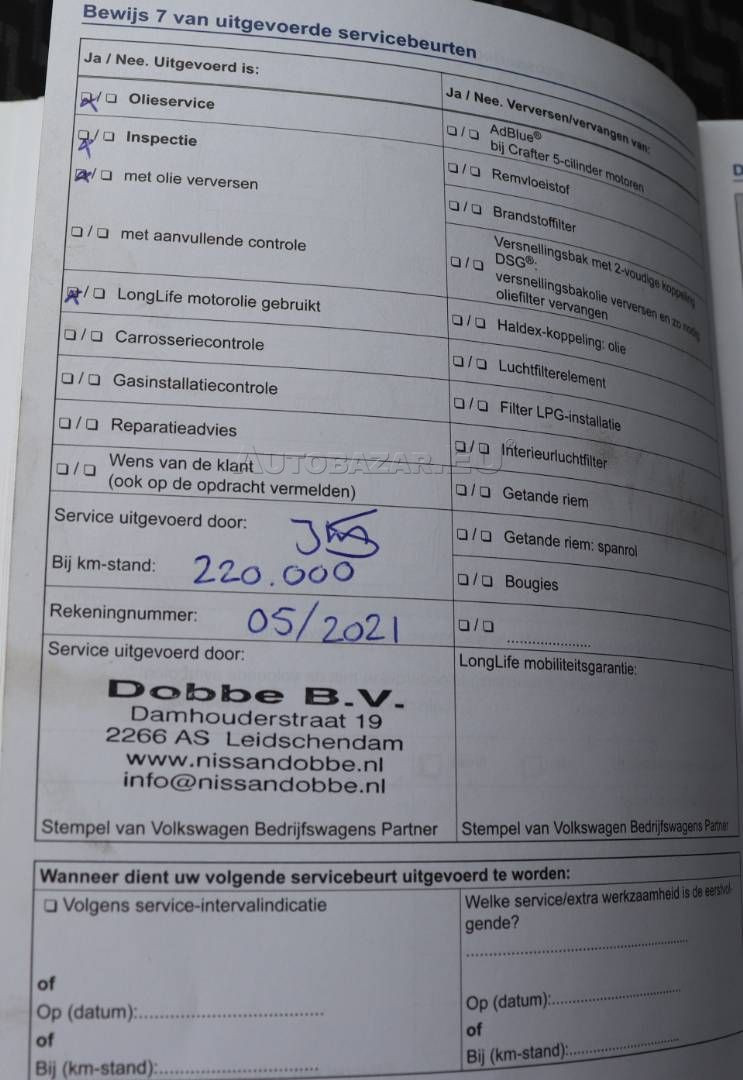 Bewijs 7 van uitgevoerde servicebeurten
Ja / Nee. Uitgevoerd is:
/ Olieservice
/ Inspectie
/ met olie verversen
/ met aanvullende controle
/ LongLife motorolie gebruikt
/ Carrosseriecontrole
/ Gasinstallatiecontrole
/ Reparatieadvies
/ Wens van de klant
(ook op de opdracht vermelden)
Service uitgevoerd door:
Bij km-stand: 220.000
Rekeningnummer: 05/2021
Service uitgevoerd door:
Dobbe B.V.
Damhouderstraat 19
2266 AS Leidschendam
www.nissandobbe.nl
info@nissandobbe.nl
Stempel van Volkswagen Bedrijfswagens Partner
Ja / Nee. Verversen/vervangen van:
/ AdBlue®
bij Crafter 5-cilinder motoren
/ Remvloeistof
/ Brandstoffilter
/ Versnellingsbak met 2-voudige koppeling
DSG®:
versnellingsbakolie verversen en zo nodig
oliefilter vervangen
/ Haldex-koppeling: olie
/ Luchtfilterelement
/ Filter LPG-installatie
/ Interieurluchtfilter
/ Getande riem
/ Getande riem: spanrol
/ Bougies
/ ......................
LongLife mobiliteitsgarantie:
Stempel van Volkswagen Bedrijfswagens Partner
Wanneer dient uw volgende servicebeurt uitgevoerd te worden:
Volgens service-intervalindicatie
of
Op (datum):..................................
of
Bij (km-stand):.............................
Welke service/extra werkzaamheid is de eerstvol-
gende?
..........................................
Op (datum):........................
of
Bij (km-stand):....................
AUTOBAZAR.EU
D